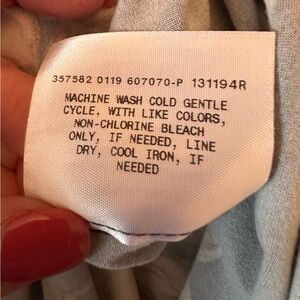 357582 0119 607070-P 131194R
MACHINE WASH COLD GENTLE
CYCLE, WITH LIKE COLORS,
NON-CHLORINE BLEACH
ONLY, IF NEEDED, LINE
DRY, COOL IRON, IF
NEEDED